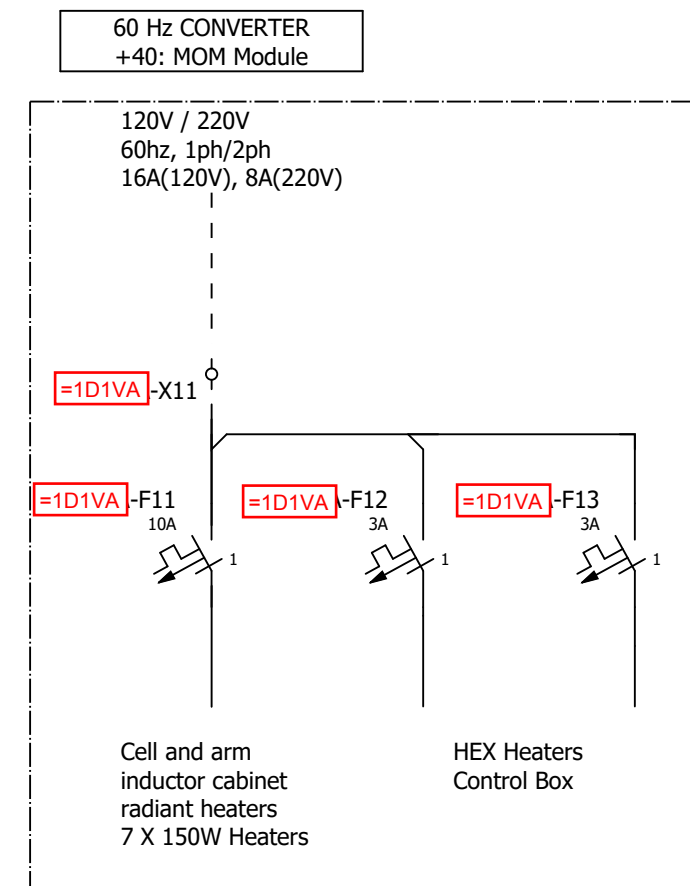 60 Hz CONVERTER
+40: MOM Module
120V / 220V
60hz, 1ph/2ph
16A(120V), 8A(220V)
=1D1VA -X11
=1D1VA -F11
10A
1
=1D1VA -F12
3A
1
=1D1VA -F13
3A
1
Cell and arm
inductor cabinet
radiant heaters
7 X 150W Heaters
HEX Heaters
Control Box